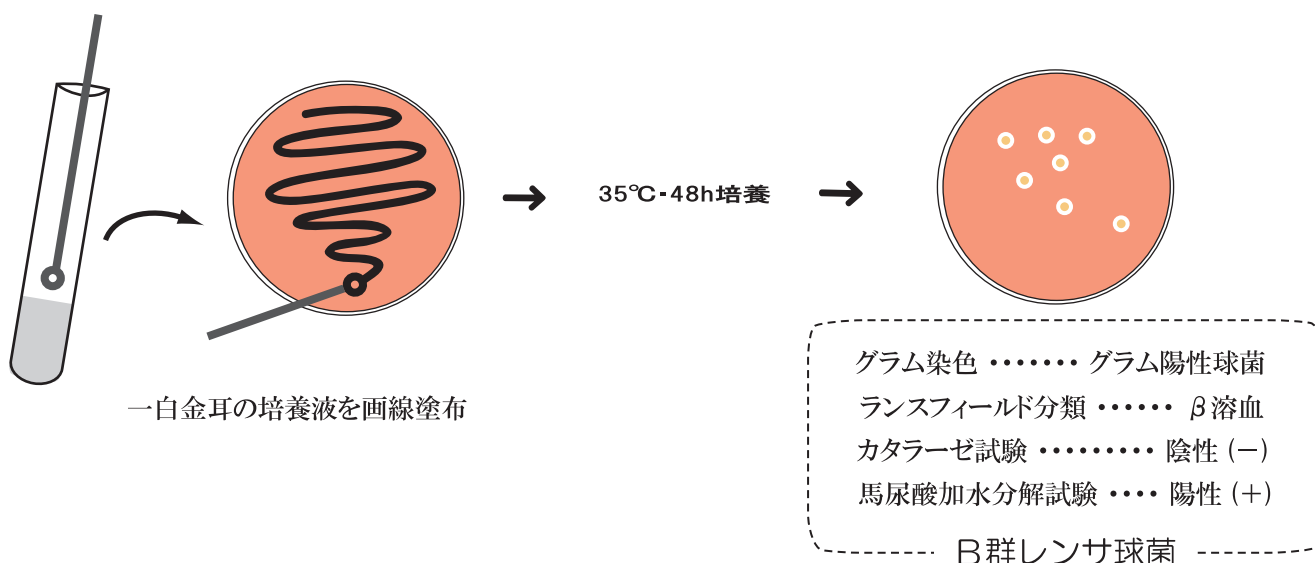 一白金耳の培養液を画線塗布
35℃-48h培養
グラム染色 ・・・・・・・ グラム陽性球菌
ランスフィールド分類 ・・・・・・ β溶血
カタラーゼ試験 ・・・・・・・・・ 陰性 (−)
馬尿酸加水分解試験 ・・・・ 陽性 (+)
B群レンサ球菌